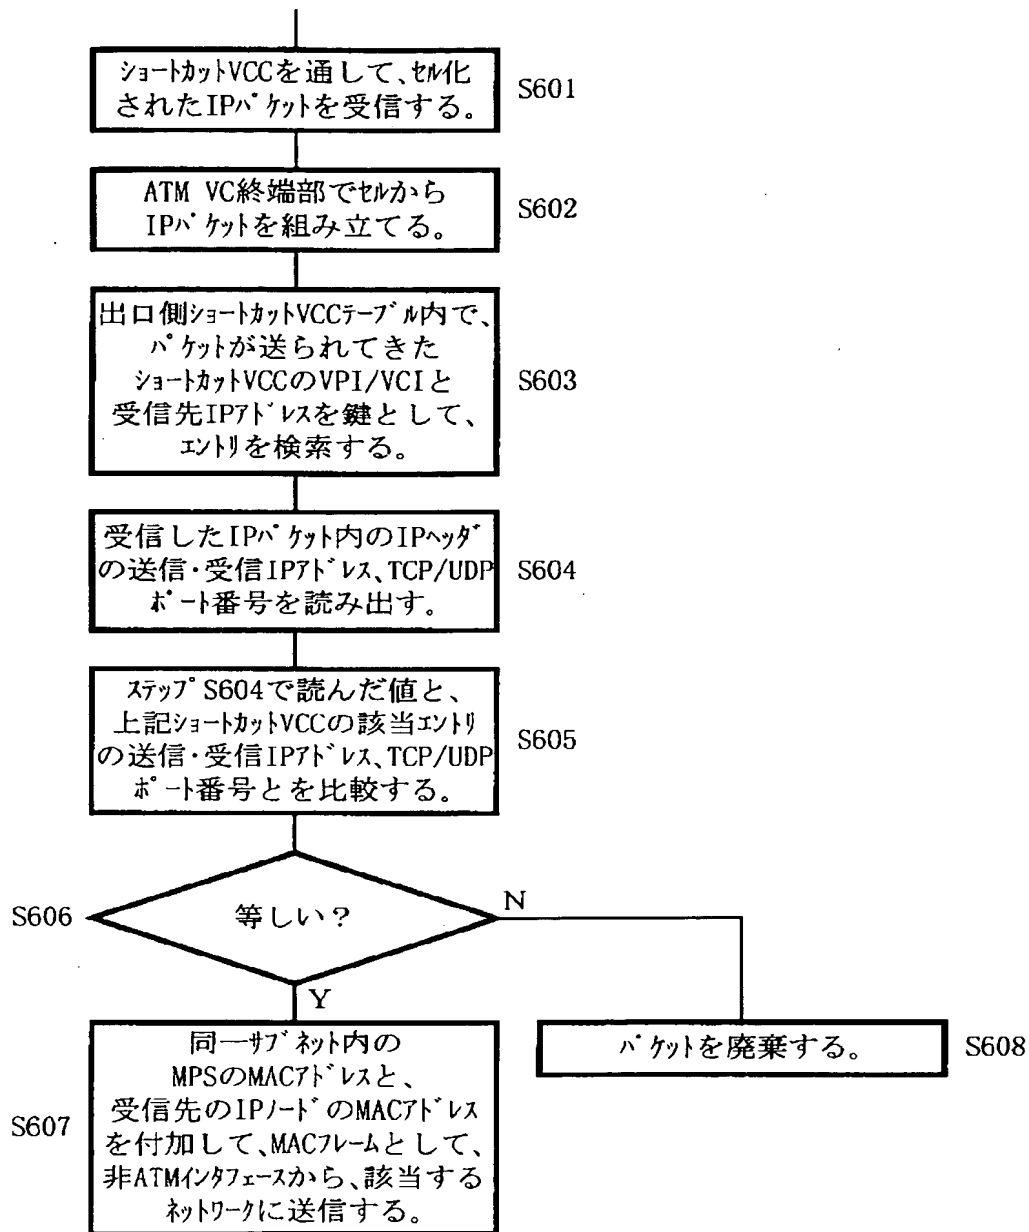 ショートカットVCCを通して、セル化
されたIPパケットを受信する。
S601
ATM VC終端部でセルから
IPパケットを組み立てる。
S602
出口側ショートカットVCCテーブル内で、
パケットが送られてきた
ショートカットVCCのVPI/VCIと
受信先IPアドレスを鍵として、
エントリを検索する。
S603
受信したIPパケット内のIPヘッダ
の送信・受信IPアドレス、TCP/UDP
ポート番号を読み出す。
S604
ステップS604で読んだ値と、
上記ショートカットVCCの該当エントリ
の送信・受信IPアドレス、TCP/UDP
ポート番号とを比較する。
S605
S606
等しい?
N
Y
同一サブネット内の
MPSのMACアドレスと、
受信先のIPノードのMACアドレス
を付加して、MACフレームとして、
非ATMインタフェースから、該当する
ネットワークに送信する。
S607
パケットを廃棄する。
S608